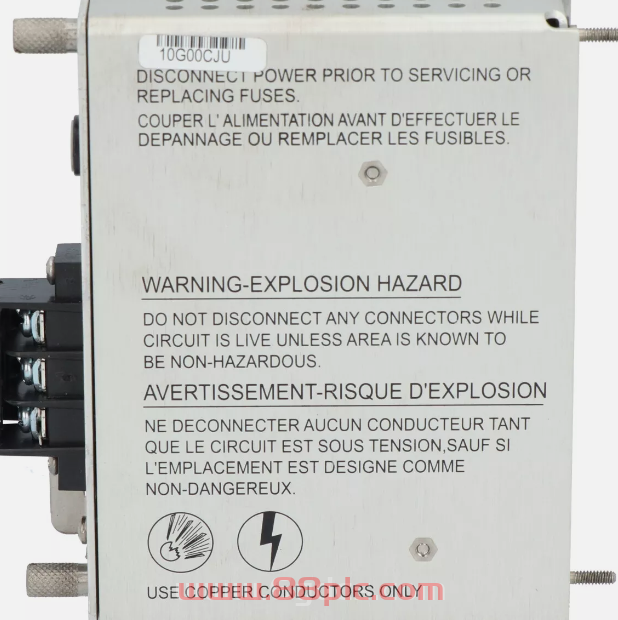 10G00CJU
DISCONNECT POWER PRIOR TO SERVICING OR
REPLACING FUSES.
COUPER L' ALIMENTATION AVANT D'EFFECTUER LE
DEPANNAGE OU REMPLACER LES FUSIBLES.
WARNING-EXPLOSION HAZARD
DO NOT DISCONNECT ANY CONNECTORS WHILE
CIRCUIT IS LIVE UNLESS AREA IS KNOWN TO
BE NON-HAZARDOUS.
AVERTISSEMENT-RISQUE D'EXPLOSION
NE DECONNECTER AUCUN CONDUCTEUR TANT
QUE LE CIRCUIT EST SOUS TENSION,SAUF SI
L'EMPLACEMENT EST DESIGNE COMME
NON-DANGEREUX.
USE COPPER CONDUCTORS ONLY
www.99plc.com